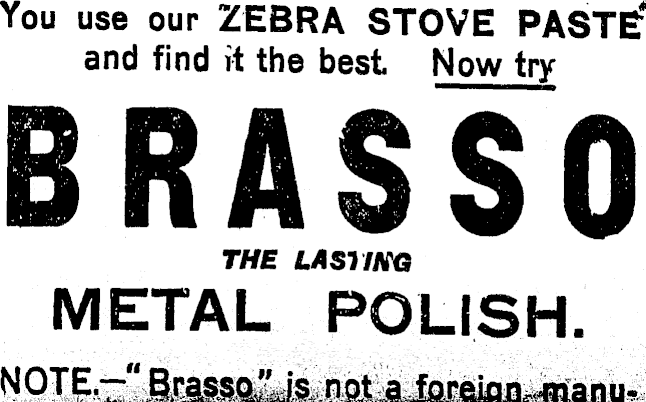 You use our ZEBRA STOVE PASTE
and find it the best. Now try
BRASSO
THE LASTING
METAL POLISH.
NOTE.—"Brasso" is not a foreign manu-